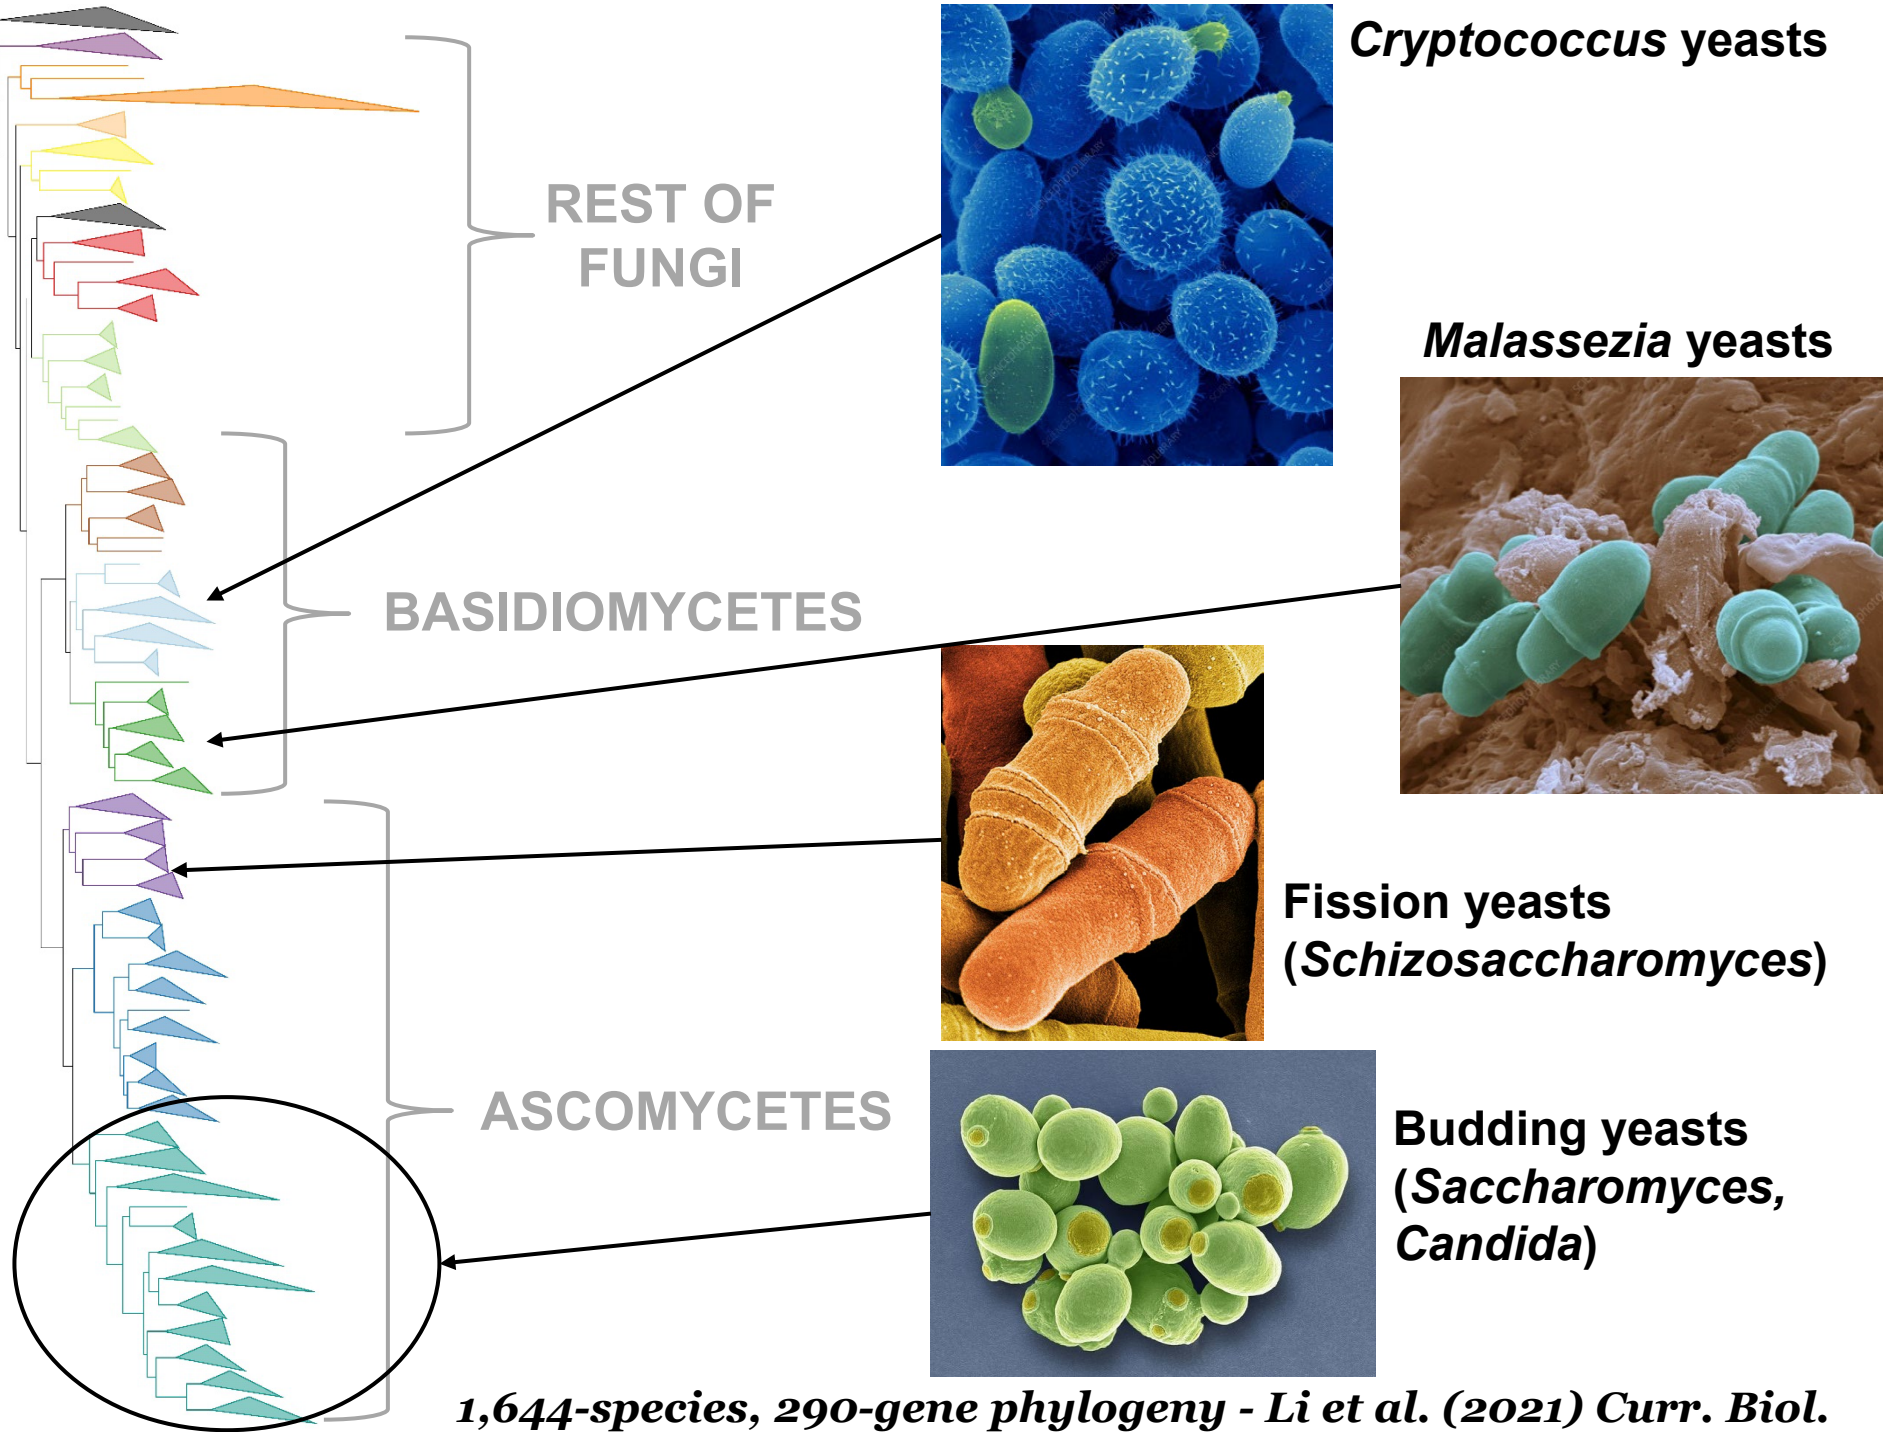 Cryptococcus yeasts
REST OF
FUNGI
Malassezia yeasts
BASIDIOMYCETES
Fission yeasts
(Schizosaccharomyces)
ASCOMYCETES
Budding yeasts
(Saccharomyces,
Candida)
1,644-species, 290-gene phylogeny - Li et al. (2021) Curr. Biol.